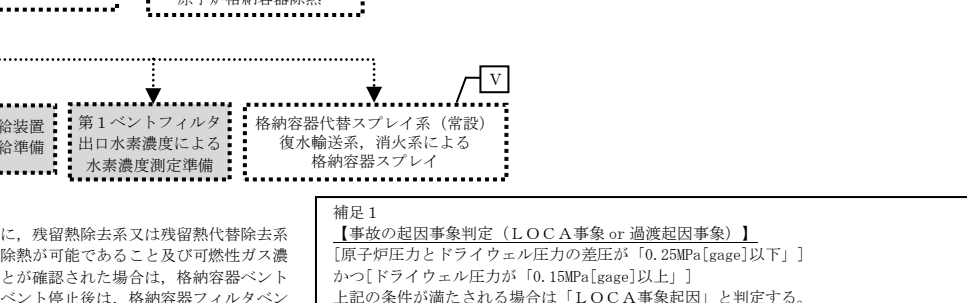 原子炉格納容器除熱
V
給装置
給準備
第1ベントフィルタ
出口水素濃度による
水素濃度測定準備
格納容器代替スプレイ系（常設）
復水輸送系，消火系による
格納容器スプレイ
に，残留熱除去系又は残留熱代替除去系
除熱が可能であること及び可燃性ガス濃
とが確認された場合は，格納容器ベント
ベント停止後は，格納容器フィルタベン
補足1
【事故の起因事象判定（ＬＯＣＡ事象 or 過渡起因事象）】
[原子炉圧力とドライウェル圧力の差圧が「0.25MPa[gage]以下」]
かつ[ドライウェル圧力が「0.15MPa[gage]以上」]
上記の条件が満たされる場合は「ＬＯＣＡ事象起因」と判定する。